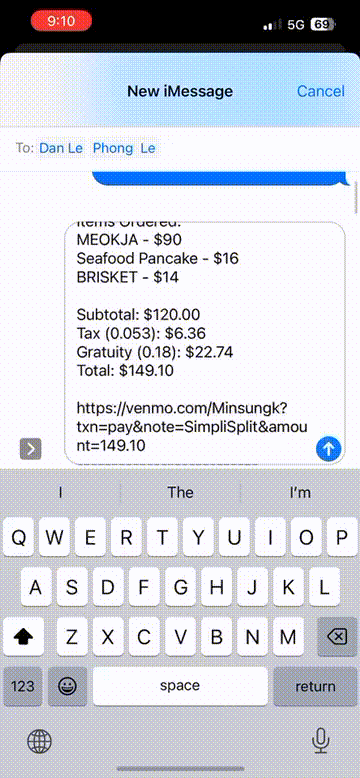 9:10
5G 69
New iMessage
Cancel
To: Dan Le Phong Le
Items Ordered:
MEOKJA - $90
Seafood Pancake - $16
BRISKET - $14
Subtotal: $120.00
Tax (0.053): $6.36
Gratuity (0.18): $22.74
Total: $149.10
https://venmo.com/Minsungk?
txn=pay&note=SimpliSplit&amou
nt=149.10
I The I'm
Q W E R T Y U I O P
A S D F G H J K L
Z X C V B N M
123 space return